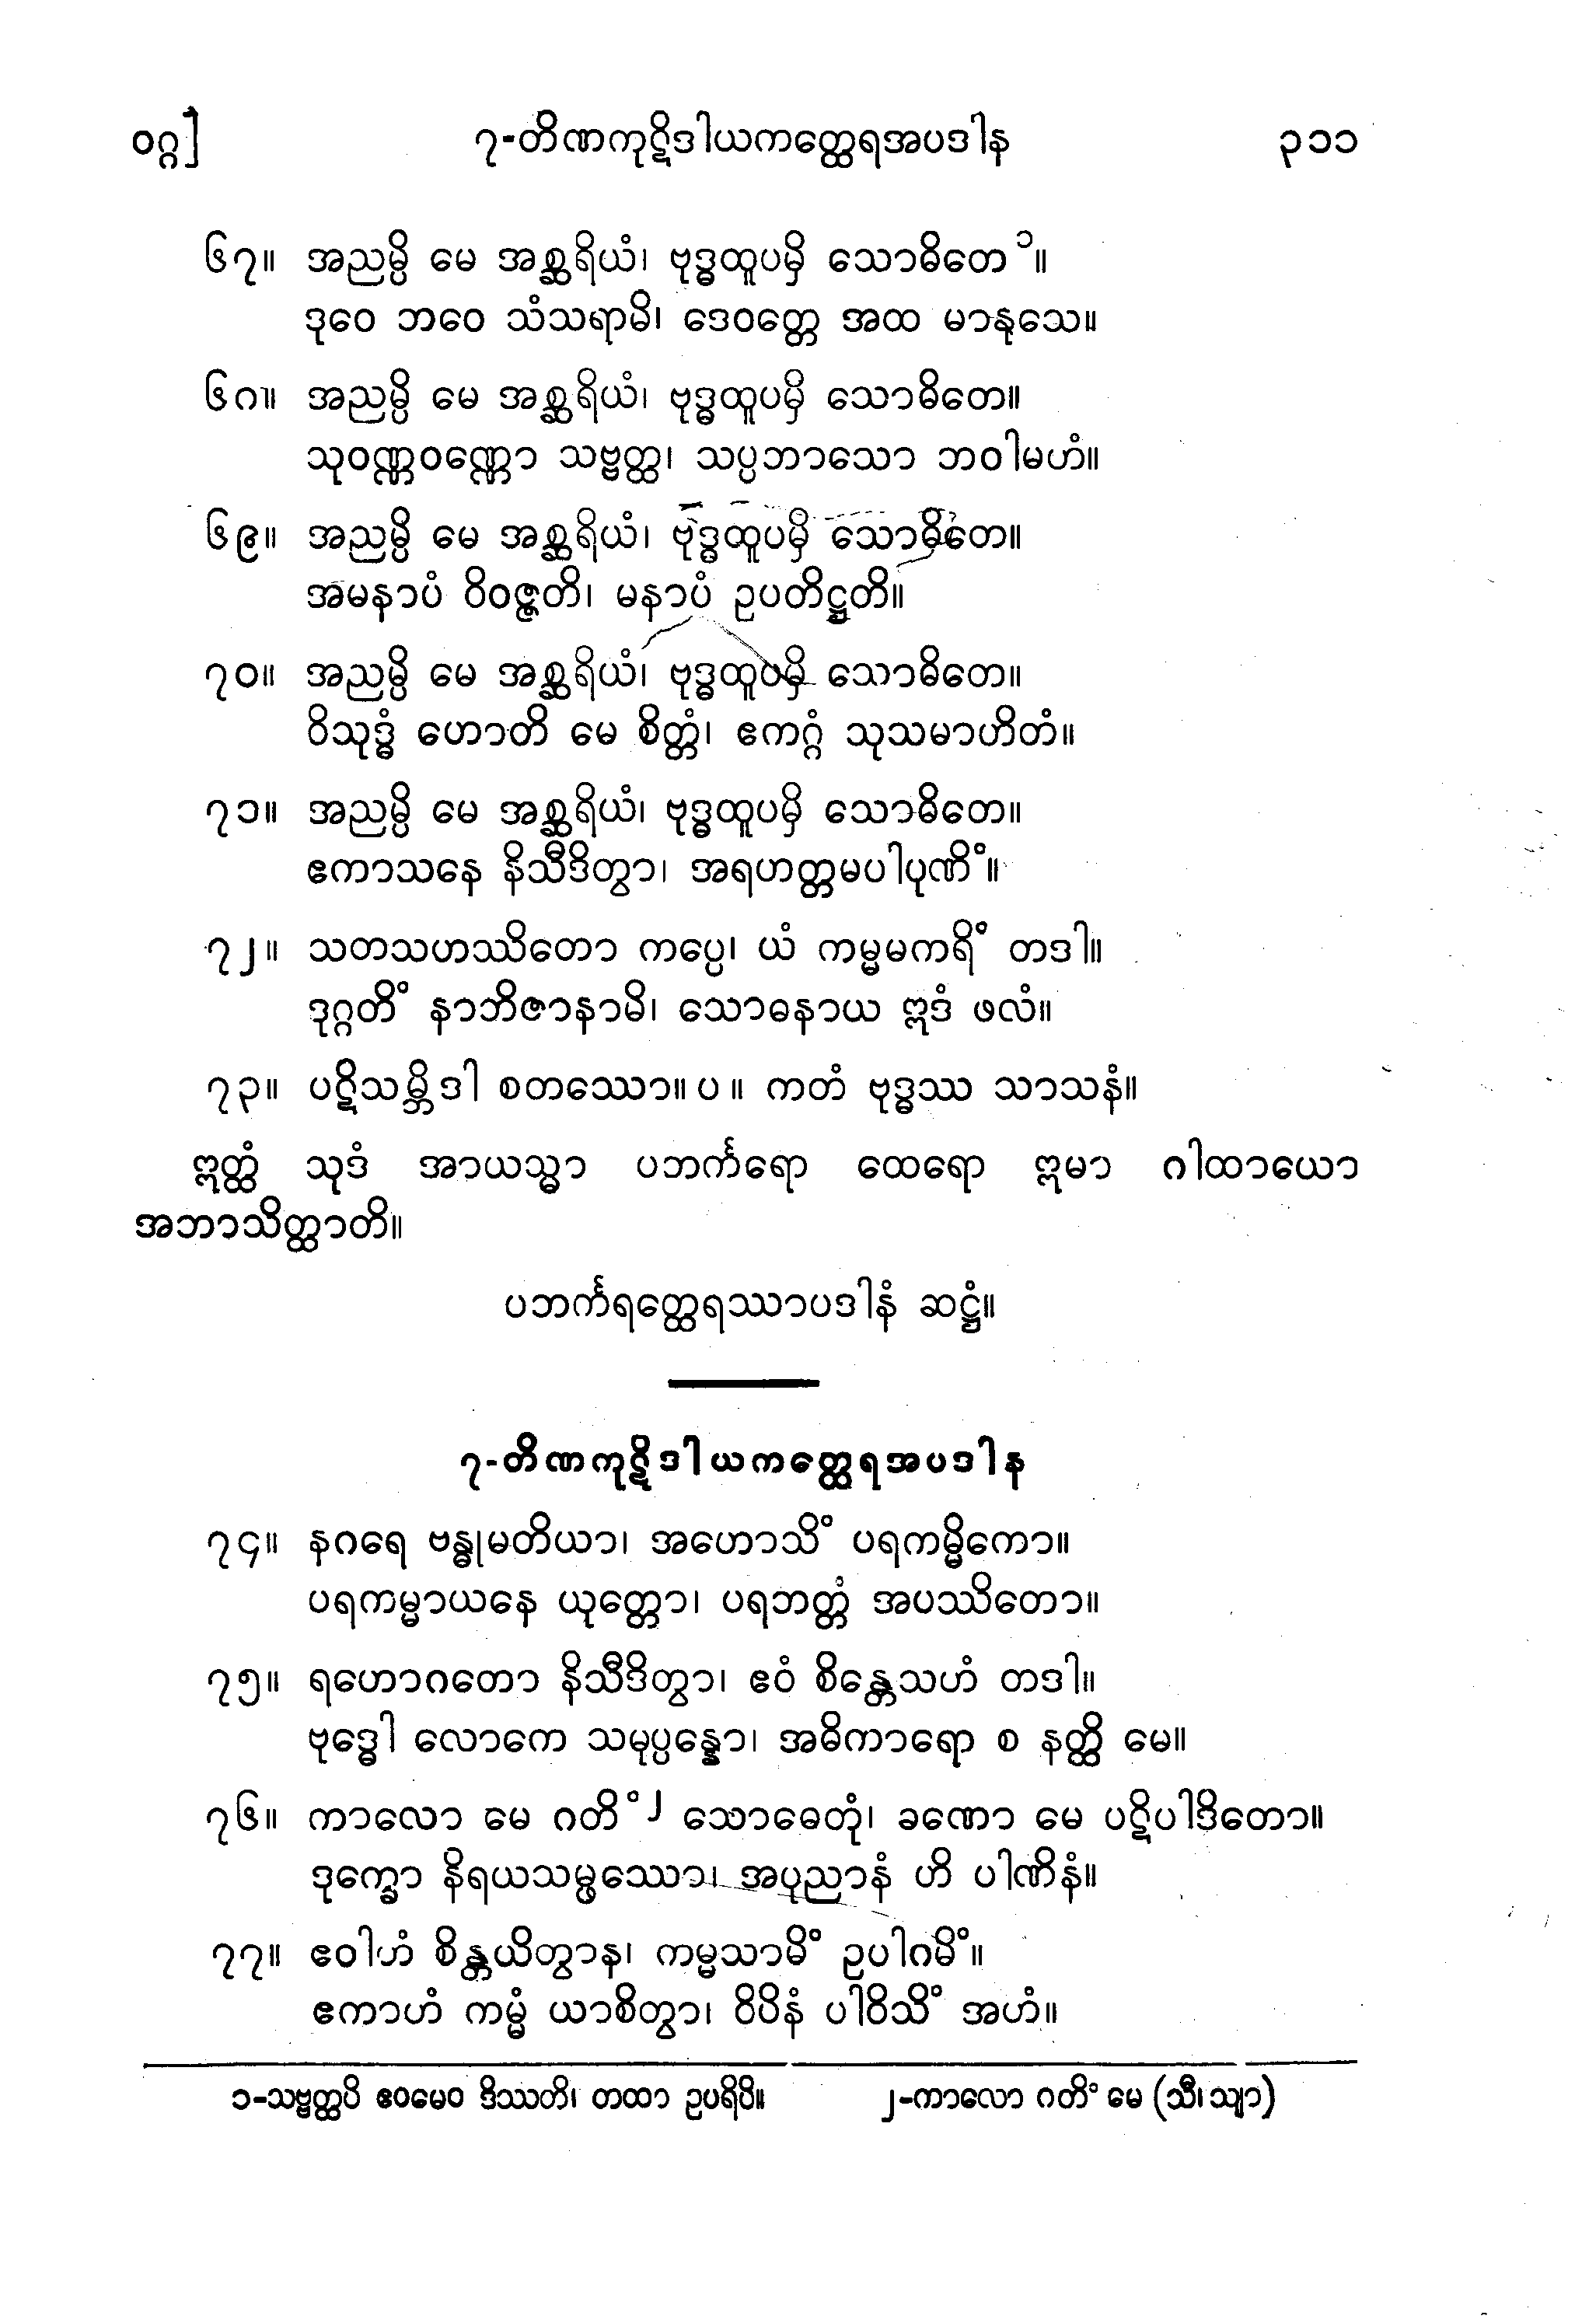 ဝဂ္ဂ] ၇-တိဏကုဋိဒါယကတ္ထေရအပဒါန ၃၁၁
၆၇။ အညမ္ပိ မေ အစ္ဆရိယံ၊ ဗုဒ္ဓထူပမှိ သောဓိတေ ၁။
ဒုဝေ ဘဝေ သံသရာမိ၊ ဒေဝတ္တေ အထ မာနုသေ။
၆၈။ အညမ္ပိ မေ အစ္ဆရိယံ၊ ဗုဒ္ဓထူပမှိ သောဓိတေ။
သုဝဏ္ဏဝဏ္ဏော သဗ္ဗတ္ထ၊ သပ္ပဘာသော ဘဝါမဟံ။
၆၉။ အညမ္ပိ မေ အစ္ဆရိယံ၊ ဗုဒ္ဓထူပမှိ သောဓိတေ။
အမနာပံ ဝိဝဇ္ဇတိ၊ မနာပံ ဥပတိဋ္ဌတိ။
၇၀။ အညမ္ပိ မေ အစ္ဆရိယံ၊ ဗုဒ္ဓထူပမှိ သောဓိတေ။
ဝိသုဒ္ဓံ ဟောတိ မေ စိတ္တံ၊ ဧကဂ္ဂံ သုသမာဟိတံ။
၇၁။ အညမ္ပိ မေ အစ္ဆရိယံ၊ ဗုဒ္ဓထူပမှိ သောဓိတေ။
ဧကာသနေ နိသီဒိတွာ၊ အရဟတ္တမပါပုဏိံ။
၇၂။ သတသဟဿိတော ကပ္ပေ၊ ယံ ကမ္မမကရိံ တဒါ။
ဒုဂ္ဂတိံ နာဘိဇာနာမိ၊ သောဓနာယ ဣဒံ ဖလံ။
၇၃။ ပဋိသမ္ဘိဒါ စတဿော။ ပ ။ ကတံ ဗုဒ္ဓဿ သာသနံ။
ဣတ္ထံ သုဒံ အာယသ္မာ ပဘင်္ကရော ထေရော ဣမာ ဂါထာယော
အဘာသိတ္ထာတိ။
ပဘင်္ကရတ္ထေရဿာပဒါနံ ဆဋ္ဌံ။
၇-တိဏကုဋိဒါယကတ္ထေရအပဒါန
၇၄။ နဂရေ ဗန္ဓုမတိယာ၊ အဟောသိံ ပရကမ္မိကော။
ပရကမ္မာယနေ ယုတ္တော၊ ပရဘတ္တံ အပဿိတော။
၇၅။ ရဟောဂတော နိသီဒိတွာ၊ ဧဝံ စိန္တေသဟံ တဒါ။
ဗုဒ္ဓေါ လောကေ သမုပ္ပန္နော၊ အဓိကာရော စ နတ္ထိ မေ။
၇၆။ ကာလော မေ ဂတိံ ၂ သောဓေတုံ၊ ခဏော မေ ပဋိပါဒိတော။
ဒုက္ခော နိရယသမ္ဖဿော၊ အပုညာနံ ဟိ ပါဏိနံ။
၇၇။ ဧဝါဟံ စိန္တယိတွာန၊ ကမ္မသာမိံ ဥပါဂမိံ။
ဧကာဟံ ကမ္မံ ယာစိတွာ၊ ဝိပိနံ ပါဝိသိံ အဟံ။
၁-သဗ္ဗတ္ထပိ ဧဝမေဝ ဒိဿတိ၊ တထာ ဥပရိပိ။ ၂-ကာလော ဂတိံ မေ (သီ၊ သျာ)